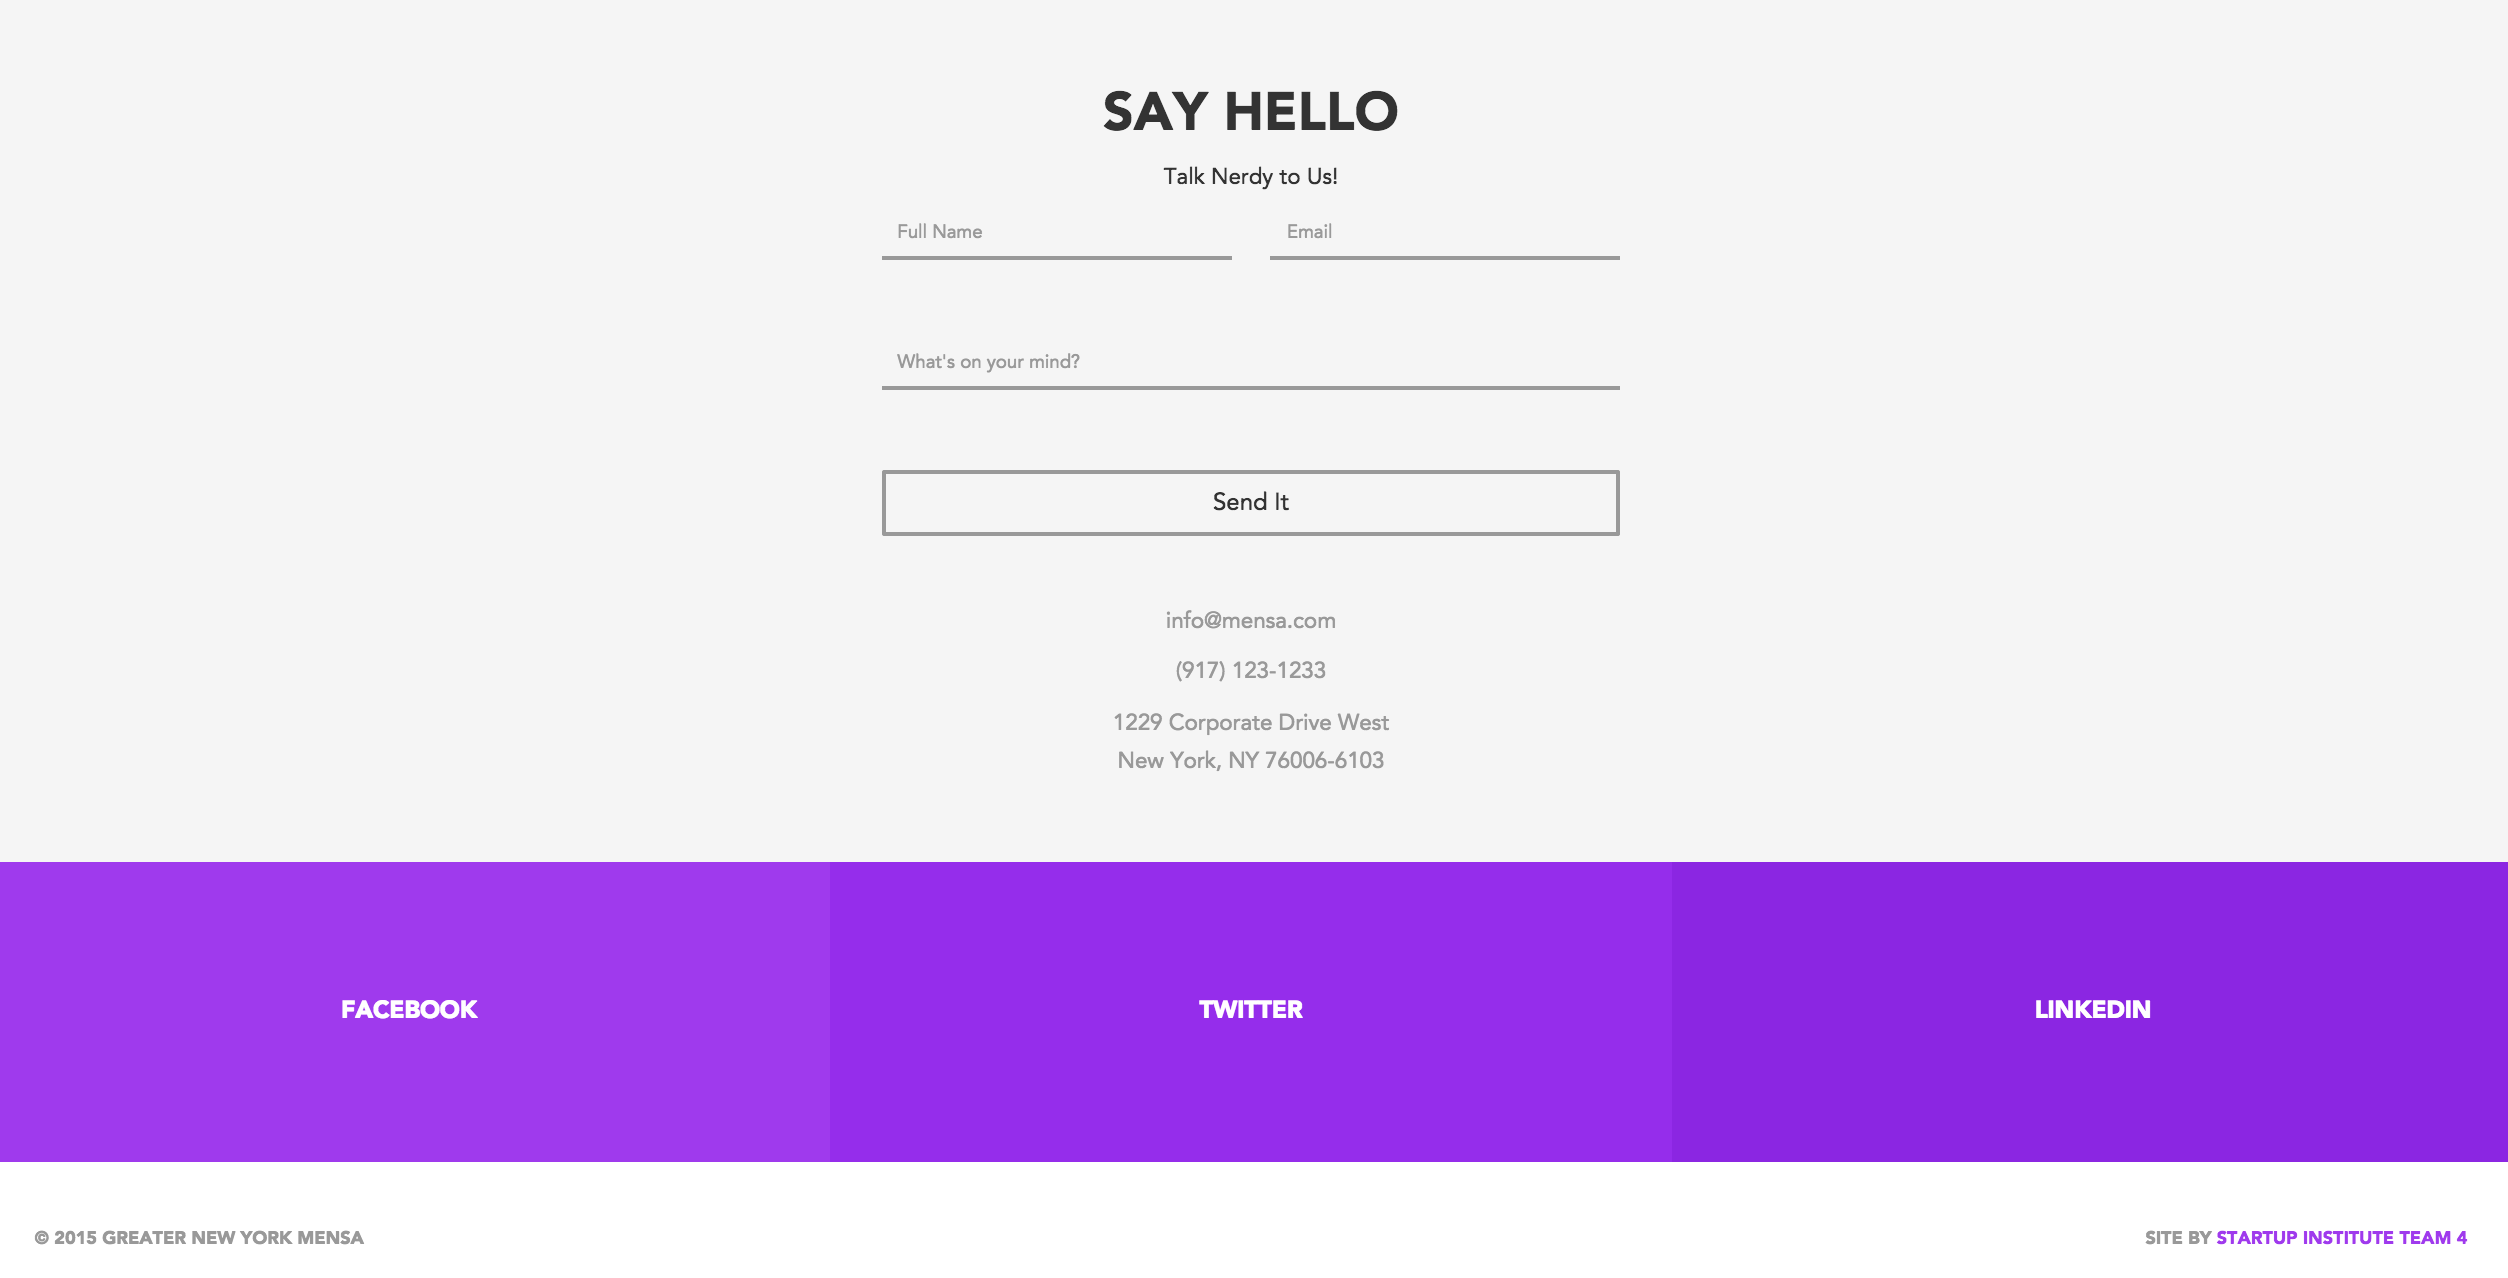 SAY HELLO
Talk Nerdy to Us!
Full Name
Email
What's on your mind?
Send It
info@mensa.com
(917) 123-1233
1229 Corporate Drive West
New York, NY 76006-6103
FACEBOOK
TWITTER
LINKEDIN
© 2015 GREATER NEW YORK MENSA
SITE BY STARTUP INSTITUTE TEAM 4